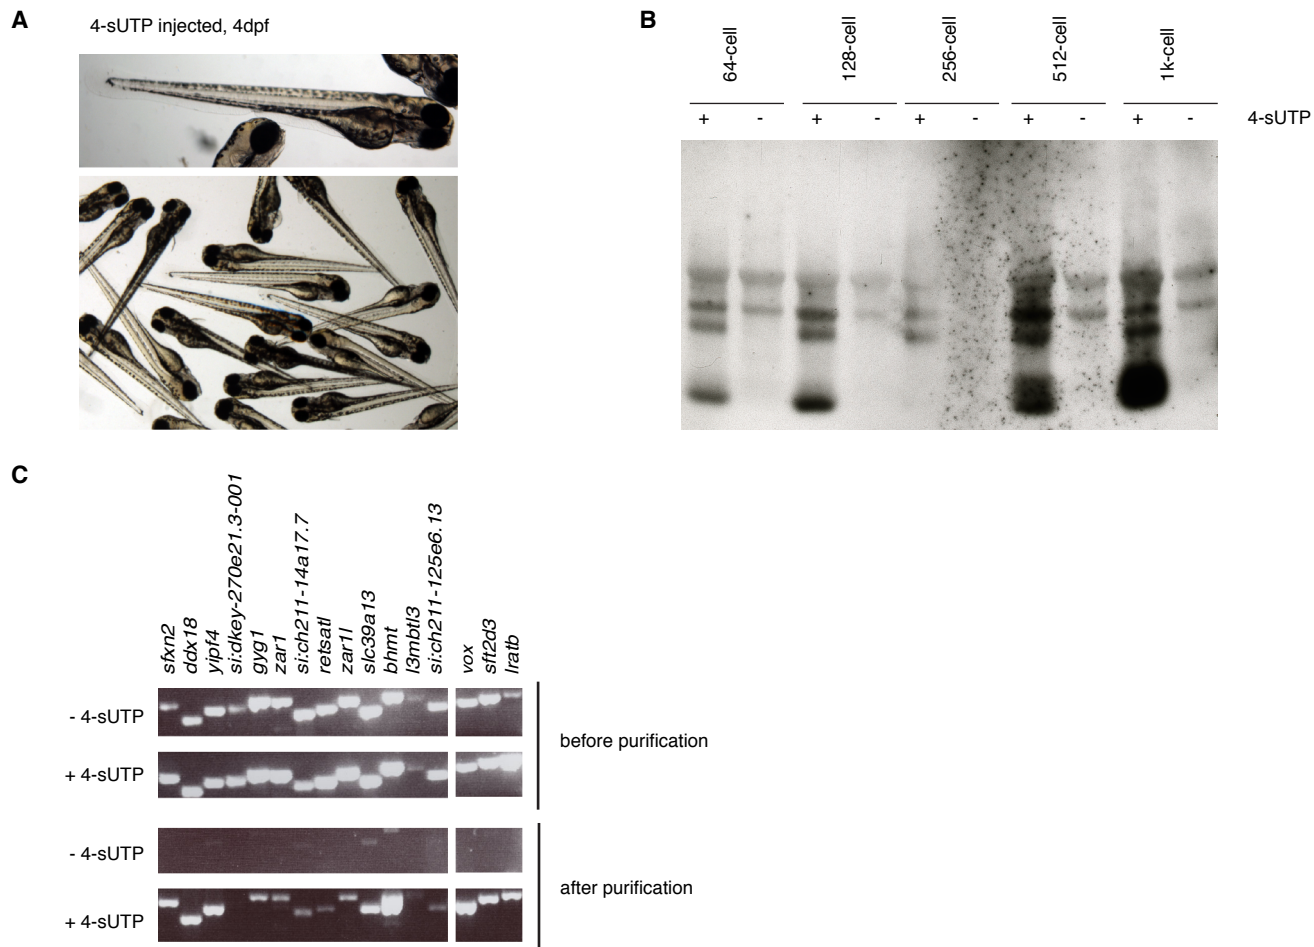 A
4-sUTP injected, 4dpf
B
64-cell 128-cell 256-cell 512-cell 1k-cell
+ - + - + - + - + - 4-sUTP
C
sfxn2
ddx18
yipf4
si:dkey-270e21.3-001
gyg1
zar1
si:ch211-14a17.7
retsatl
zar1l
slc39a13
bhmt
l3mbtl3
si:ch211-125e6.13
vox
sft2d3
lratb
- 4-sUTP
+ 4-sUTP
before purification
- 4-sUTP
+ 4-sUTP
after purification